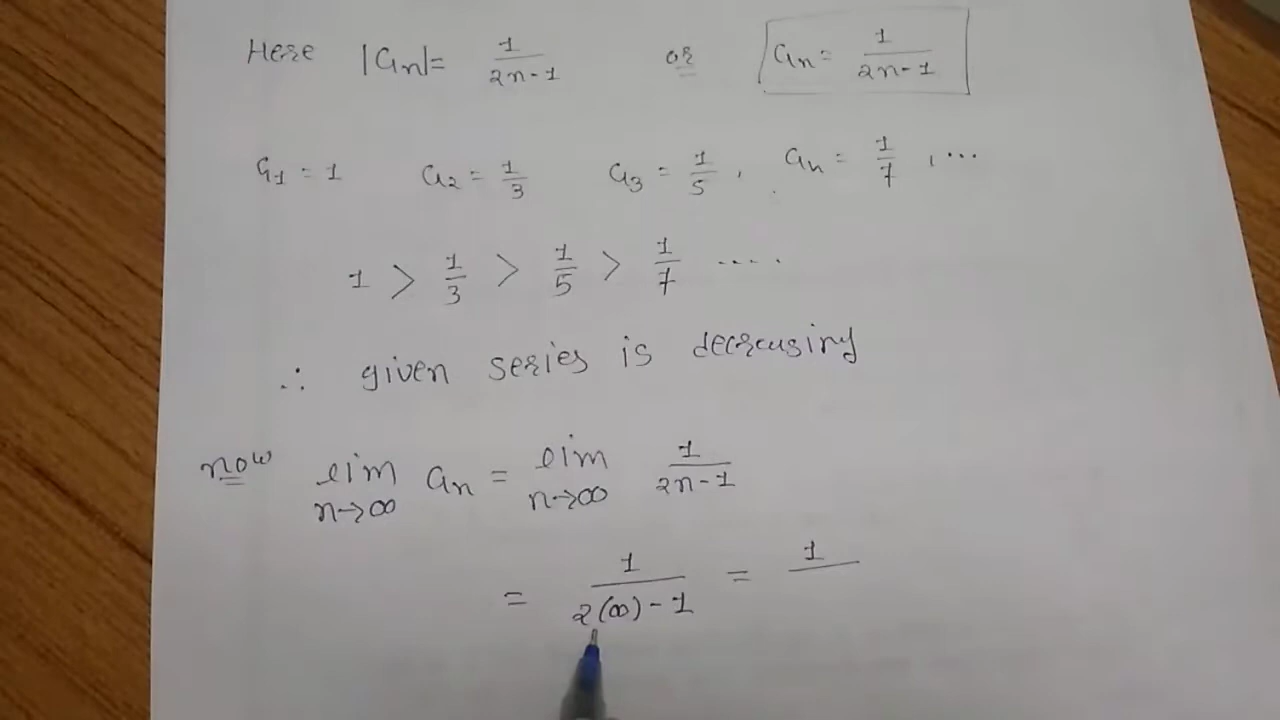 Here |an| = 1/(2n-1) or an = 1/(2n-1)
a1 = 1 a2 = 1/3 a3 = 1/5 , an = 1/7 , ...
1 > 1/3 > 1/5 > 1/7 ....
∴ given series is decreasing
now lim n→∞ an = lim n→∞ 1/(2n-1)
= 1/(2(∞)-1) = 1/